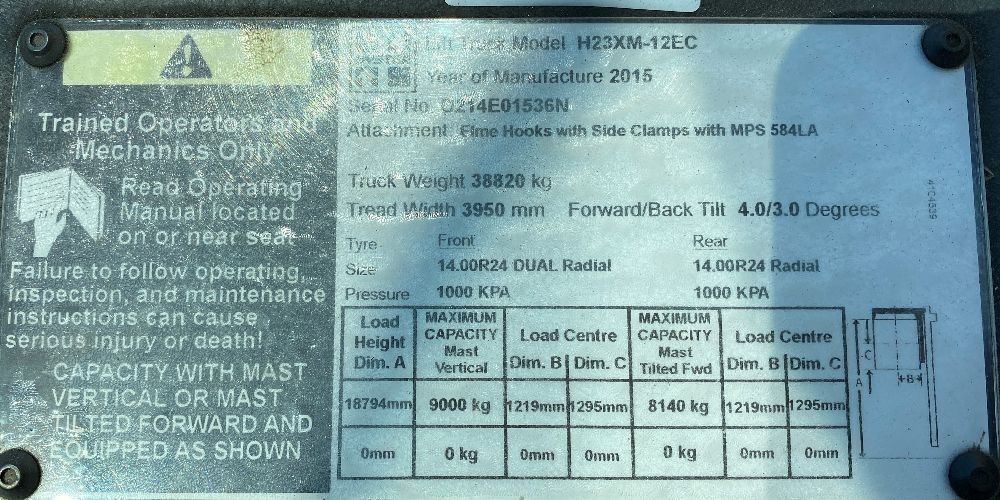 Trained Operators and
Mechanics Only
Read Operating
Manual located
on or near seat
Failure to follow operating,
inspection, and maintenance
instructions can cause
serious injury or death!
CAPACITY WITH MAST
VERTICAL OR MAST
TILTED FORWARD AND
EQUIPPED AS SHOWN
Lift Truck Model H23XM-12EC
Year of Manufacture 2015
Serial No. D214E01536N
Attachment Eime Hooks with Side Clamps with MPS 584LA
Truck Weight 38820 kg
Tread Width 3950 mm Forward/Back Tilt 4.0/3.0 Degrees
Tyre Front Rear
Size 14.00R24 DUAL Radial 14.00R24 Radial
Pressure 1000 KPA 1000 KPA
Load Height Dim. A MAXIMUM CAPACITY Mast Vertical Load Centre Dim. B Dim. C MAXIMUM CAPACITY Mast Tilted Fwd Load Centre Dim. B Dim. C
18794mm 9000 kg 1219mm 1295mm 8140 kg 1219mm 1295mm
0mm 0 kg 0mm 0mm 0 kg 0mm 0mm
A
C
B
4104539